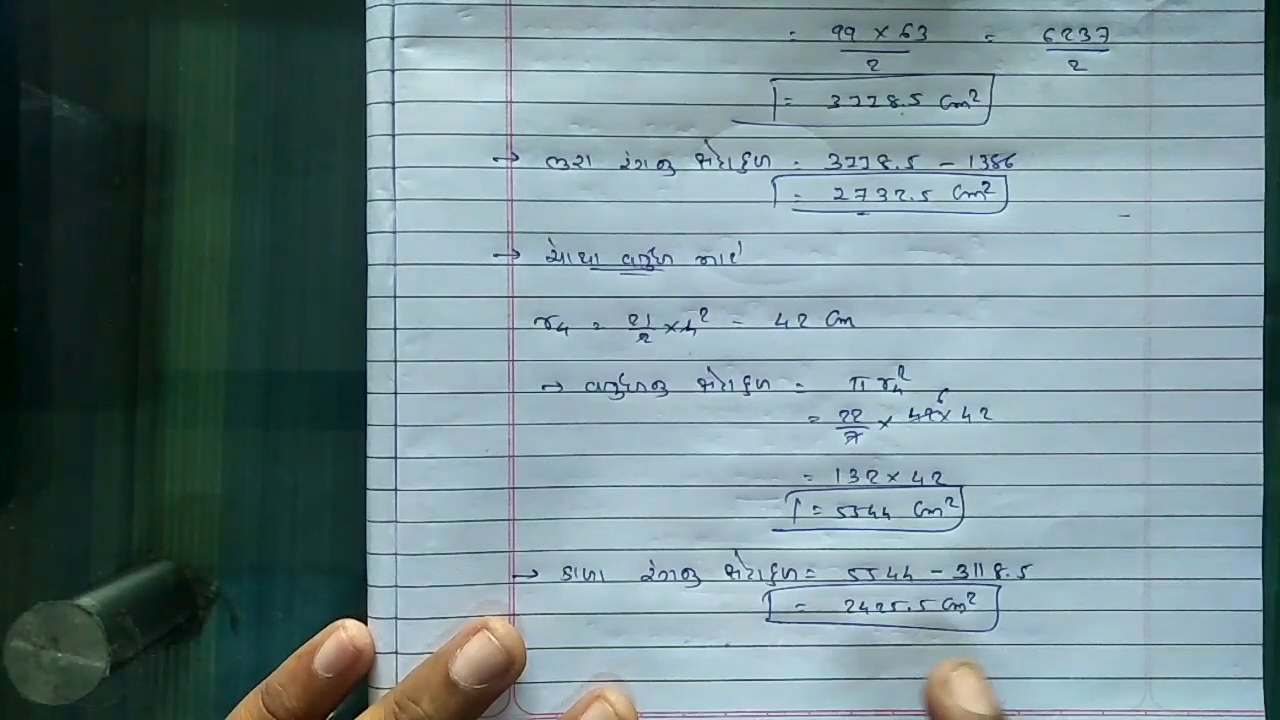 = 99 × 63 / 2 = 6237 / 2
= 3118.5 cm²
→ ભુરા રંગનું ક્ષેત્રફળ = 3118.5 - 1386
= 1732.5 cm²
→ ચોથા વર્તુળ માટે
r₄ = 21/2 × 4² = 42 cm
→ વર્તુળનું ક્ષેત્રફળ = π r₄²
= 22/7 × 42⁶ × 42
= 132 × 42
= 5544 cm²
→ કાળા રંગનું ક્ષેત્રફળ = 5544 - 3118.5
= 2425.5 cm²